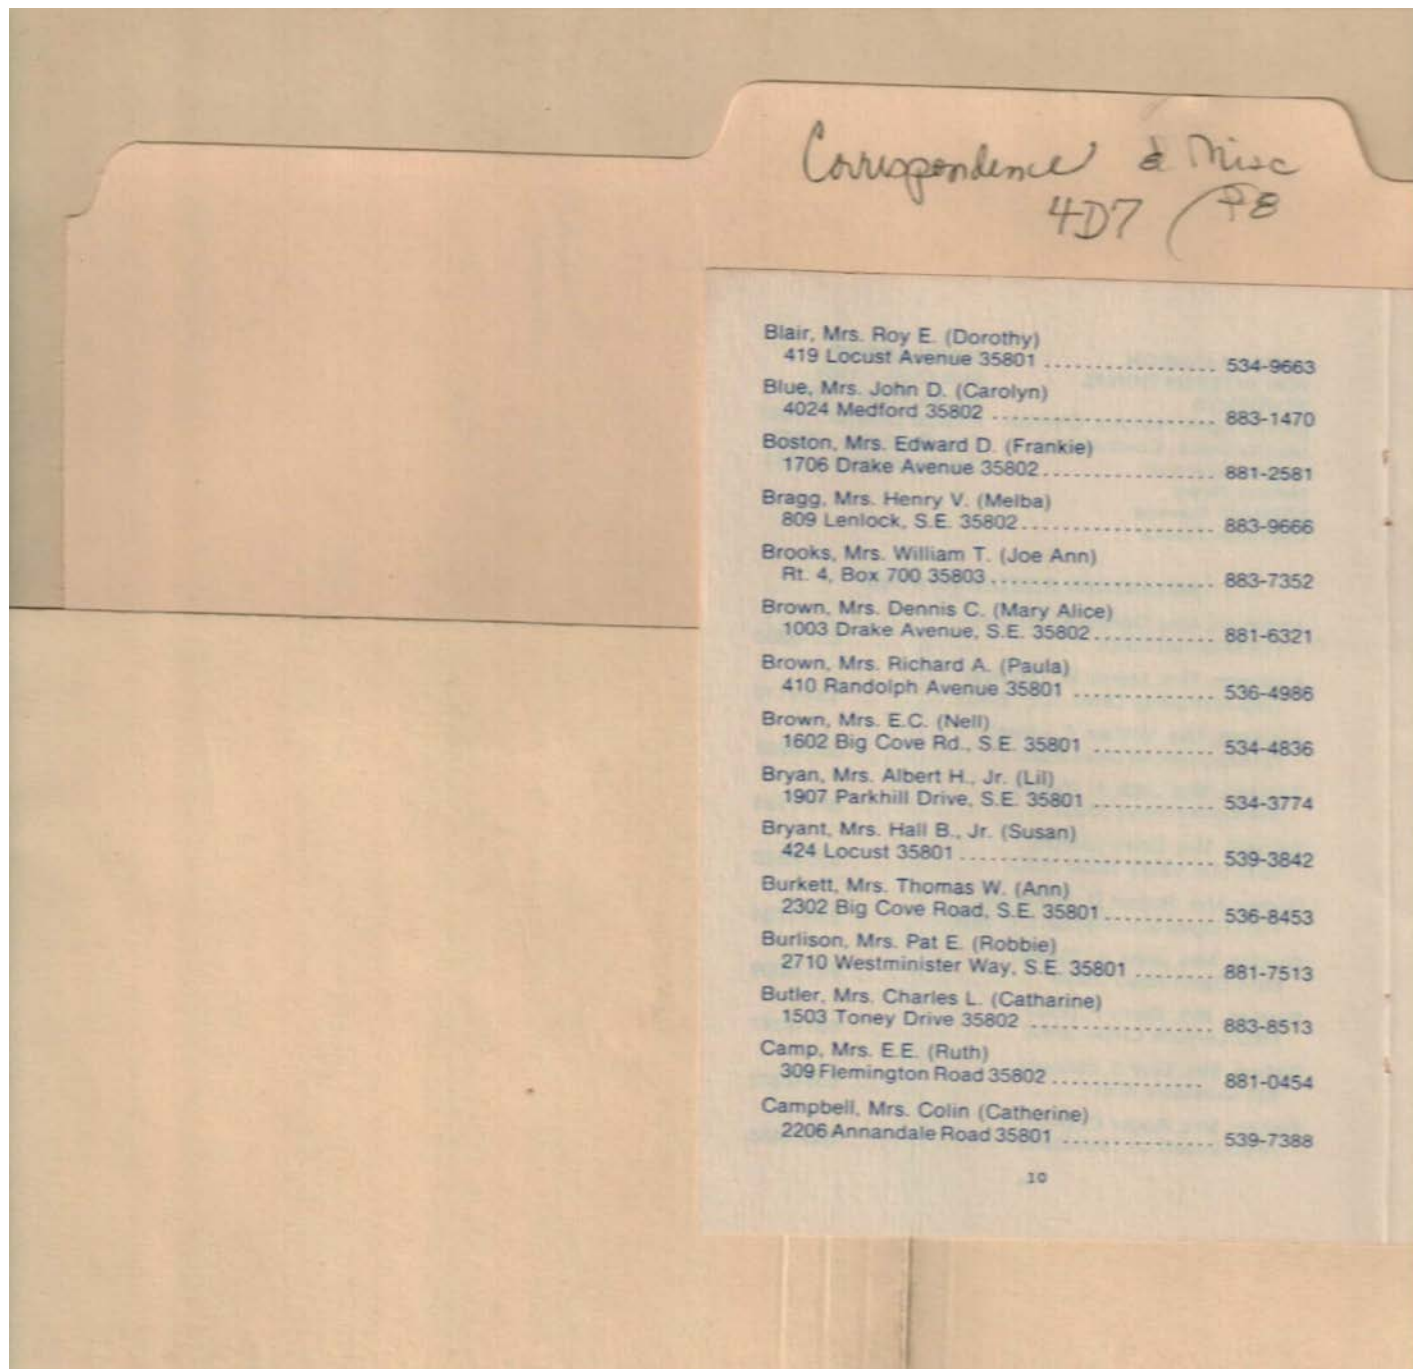 Correspondence & Misc
4D7
Blair, Mrs. Roy E. (Dorothy)
419 Locust Avenue 35801 ................. 534-9663
Blue, Mrs. John D. (Carolyn)
4024 Medford 35802 ...................... 883-1470
Boston, Mrs. Edward D. (Frankie)
1706 Drake Avenue 35802................. 881-2581
Bragg, Mrs. Henry V. (Melba)
809 Lenlock, S.E. 35802................... 883-9666
Brooks, Mrs. William T. (Joe Ann)
Rt. 4, Box 700 35803...................... 883-7352
Brown, Mrs. Dennis C. (Mary Alice)
1003 Drake Avenue, S.E. 35802............ 881-6321
Brown, Mrs. Richard A. (Paula)
410 Randolph Avenue 35801 .............. 536-4986
Brown, Mrs. E.C. (Nell)
1602 Big Cove Rd., S.E. 35801 ............ 534-4836
Bryan, Mrs. Albert H., Jr. (Lil)
1907 Parkhill Drive, S.E. 35801 ............ 534-3774
Bryant, Mrs. Hall B., Jr. (Susan)
424 Locust 35801......................... 539-3842
Burkett, Mrs. Thomas W. (Ann)
2302 Big Cove Road, S.E. 35801........... 536-8453
Burlison, Mrs. Pat E. (Robbie)
2710 Westminister Way, S.E. 35801 ........ 881-7513
Butler, Mrs. Charles L. (Catharine)
1503 Toney Drive 35802 .................. 883-8513
Camp, Mrs. E.E. (Ruth)
309 Flemington Road 35802............... 881-0454
Campbell, Mrs. Colin (Catherine)
2206 Annandale Road 35801 .............. 539-7388
10